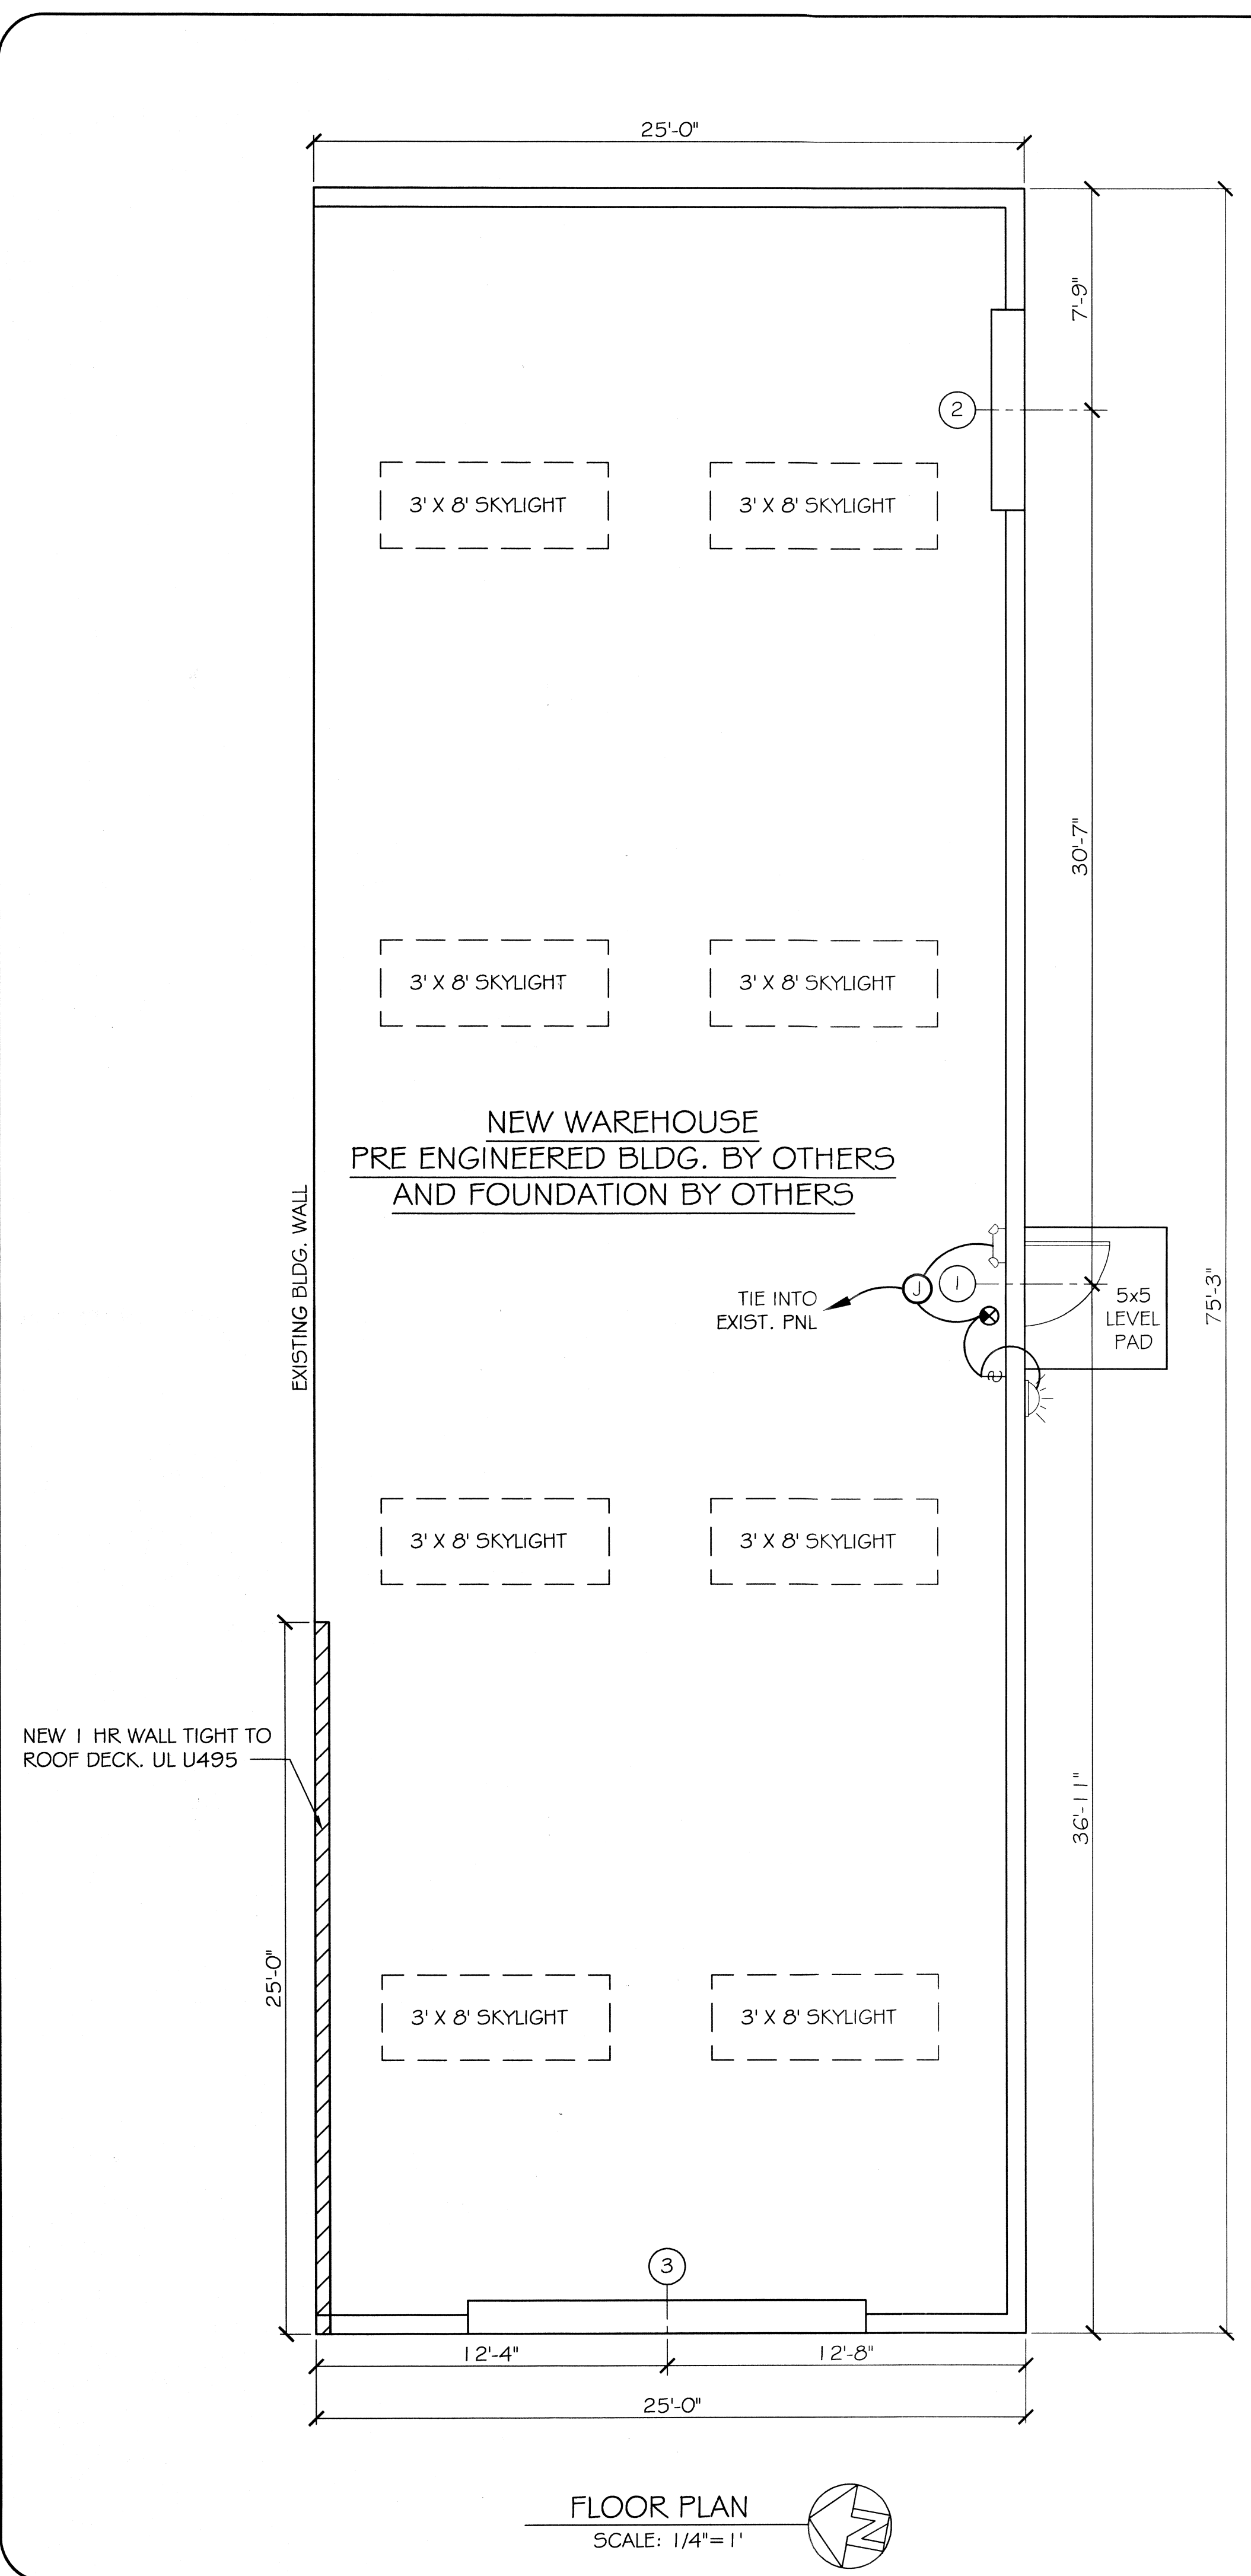 25'-0"
7'-9"
2
3' X 8' SKYLIGHT
3' X 8' SKYLIGHT
30'-7"
3' X 8' SKYLIGHT
3' X 8' SKYLIGHT
NEW WAREHOUSE
PRE ENGINEERED BLDG. BY OTHERS
AND FOUNDATION BY OTHERS
EXISTING BLDG. WALL
J
1
TIE INTO
EXIST. PNL
5x5
LEVEL
PAD
75'-3"
2
3' X 8' SKYLIGHT
3' X 8' SKYLIGHT
NEW 1 HR WALL TIGHT TO
ROOF DECK. UL U495
36'-11"
25'-0"
3' X 8' SKYLIGHT
3' X 8' SKYLIGHT
3
12'-4"
12'-8"
25'-0"
FLOOR PLAN
SCALE: 1/4"=1'
N